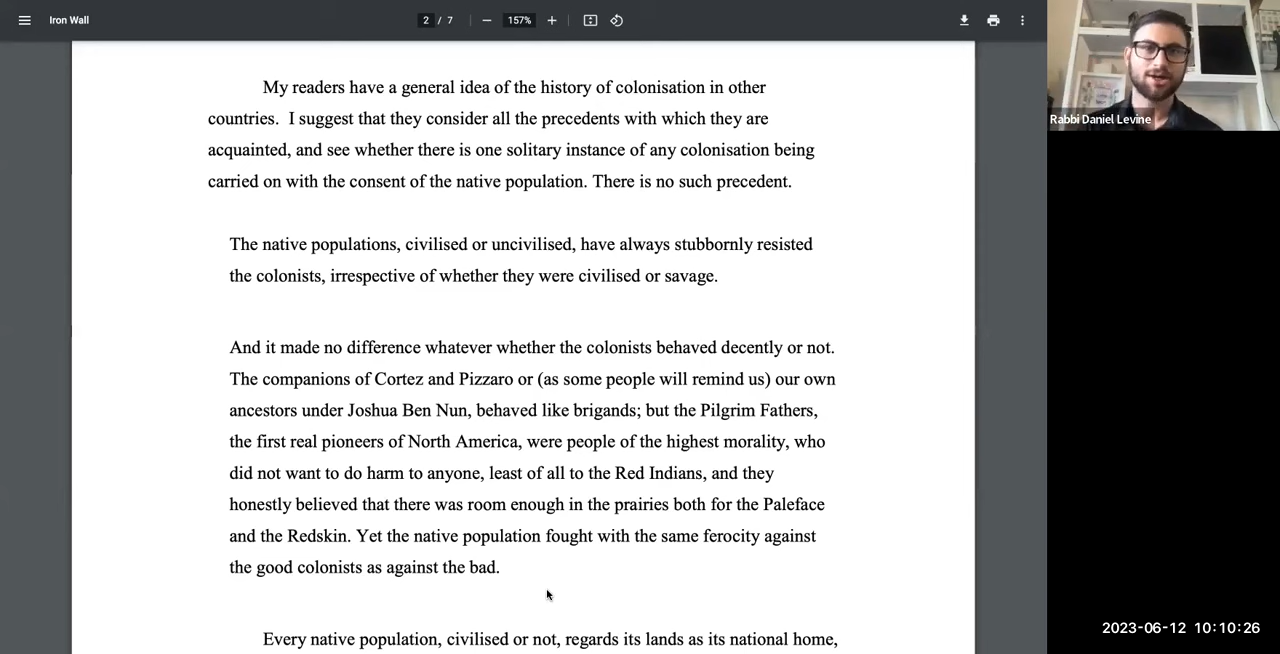 Iron Wall
2 / 7
157%
My readers have a general idea of the history of colonisation in other
countries.  I suggest that they consider all the precedents with which they are
acquainted, and see whether there is one solitary instance of any colonisation being
carried on with the consent of the native population. There is no such precedent.
The native populations, civilised or uncivilised, have always stubbornly resisted
the colonists, irrespective of whether they were civilised or savage.
And it made no difference whatever whether the colonists behaved decently or not.
The companions of Cortez and Pizzaro or (as some people will remind us) our own
ancestors under Joshua Ben Nun, behaved like brigands; but the Pilgrim Fathers,
the first real pioneers of North America, were people of the highest morality, who
did not want to do harm to anyone, least of all to the Red Indians, and they
honestly believed that there was room enough in the prairies both for the Paleface
and the Redskin. Yet the native population fought with the same ferocity against
the good colonists as against the bad.
Every native population, civilised or not, regards its lands as its national home,
Rabbi Daniel Levine
2023-06-12 10:10:26